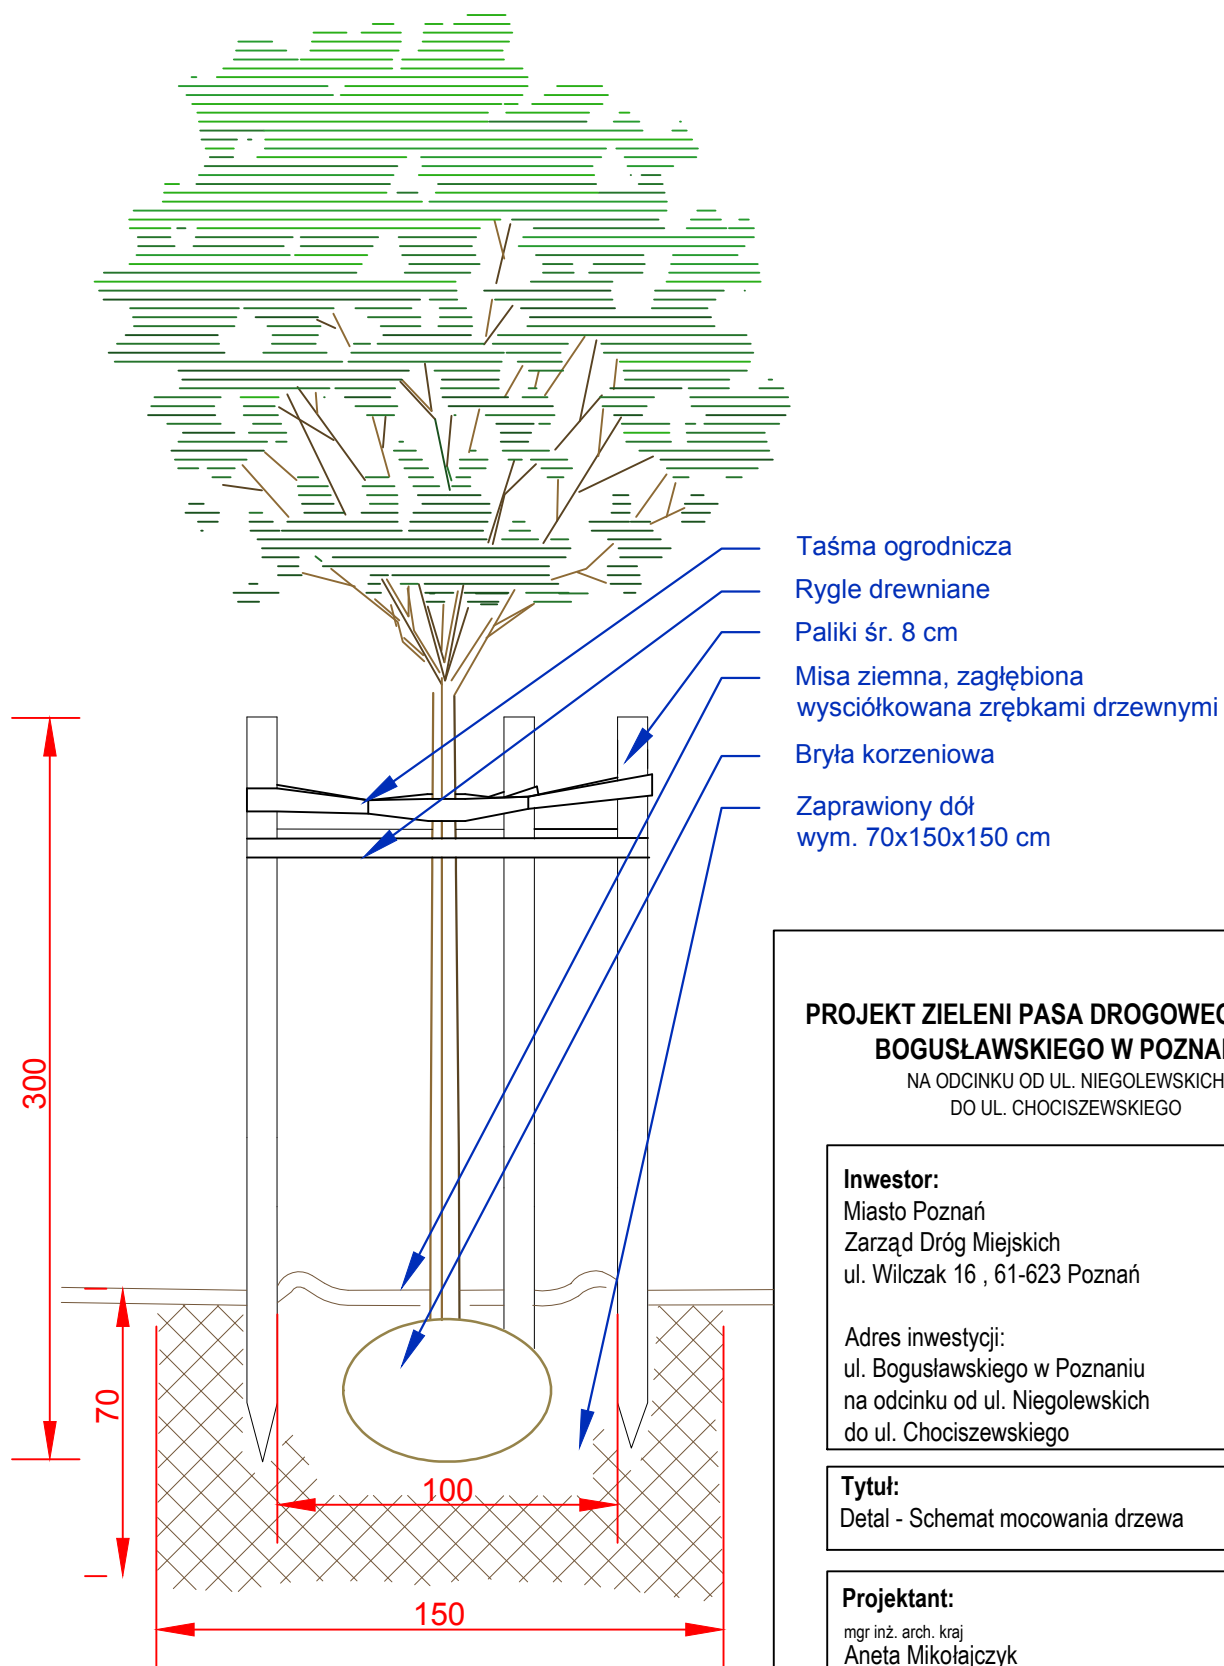 Taśma ogrodnicza
Rygle drewniane
Paliki śr. 8 cm
Misa ziemna, zagłębiona
wysciółkowana zrębkami drzewnymi
Bryła korzeniowa
Zaprawiony dół
wym. 70x150x150 cm
300
70
100
150
PROJEKT ZIELENI PASA
BOGUSŁAWSKIEGO W
NA ODCINKU OD UL. NIEGOLEWSKICH
DO UL. CHOCISZEWSKIEGO
Inwestor:
Miasto Poznań
Zarząd Dróg Miejskich
ul. Wilczak 16 , 61-623 Poznań
Adres inwestycji:
ul. Bogusławskiego w Poznaniu
na odcinku od ul. Niegolewskich
do ul. Chociszewskiego
Tytuł:
Detal - Schemat mocowania drzewa
Projektant:
mgr inż. arch. kraj
Aneta Mikołajczyk